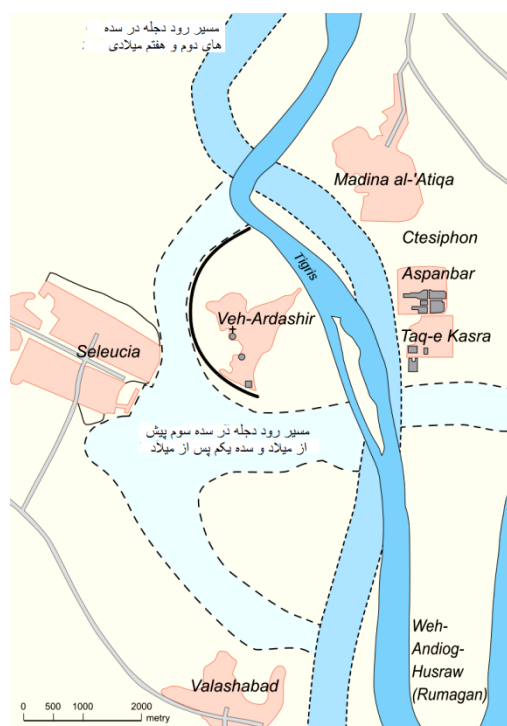 مسیر رود دجله در سده
های دوم و هفتم میلادی
Madina al-'Atiqa
Ctesiphon
Tigris
Aspanbar
Veh-Ardashir
Taq-e Kasra
Seleucia
مسیر رود دجله در سده سوم پیش
از میلاد و سده یکم پس از میلاد
Weh-
Andiog-
Husraw
(Rumagan)
Valashabad
0 1000 2000
metry